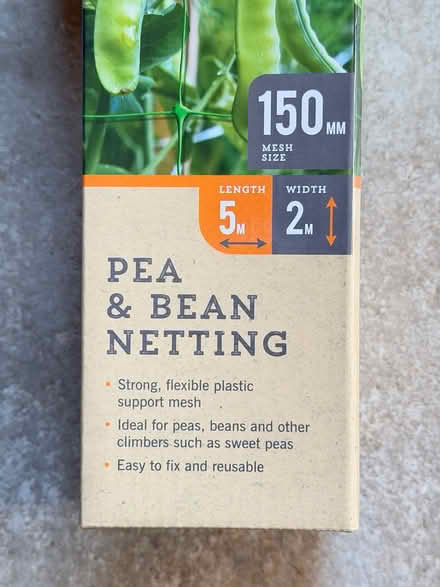 150MM
MESH
SIZE
LENGTH
5M
WIDTH
2M
PEA
& BEAN
NETTING
• Strong, flexible plastic
support mesh
• Ideal for peas, beans and other
climbers such as sweet peas
• Easy to fix and reusable